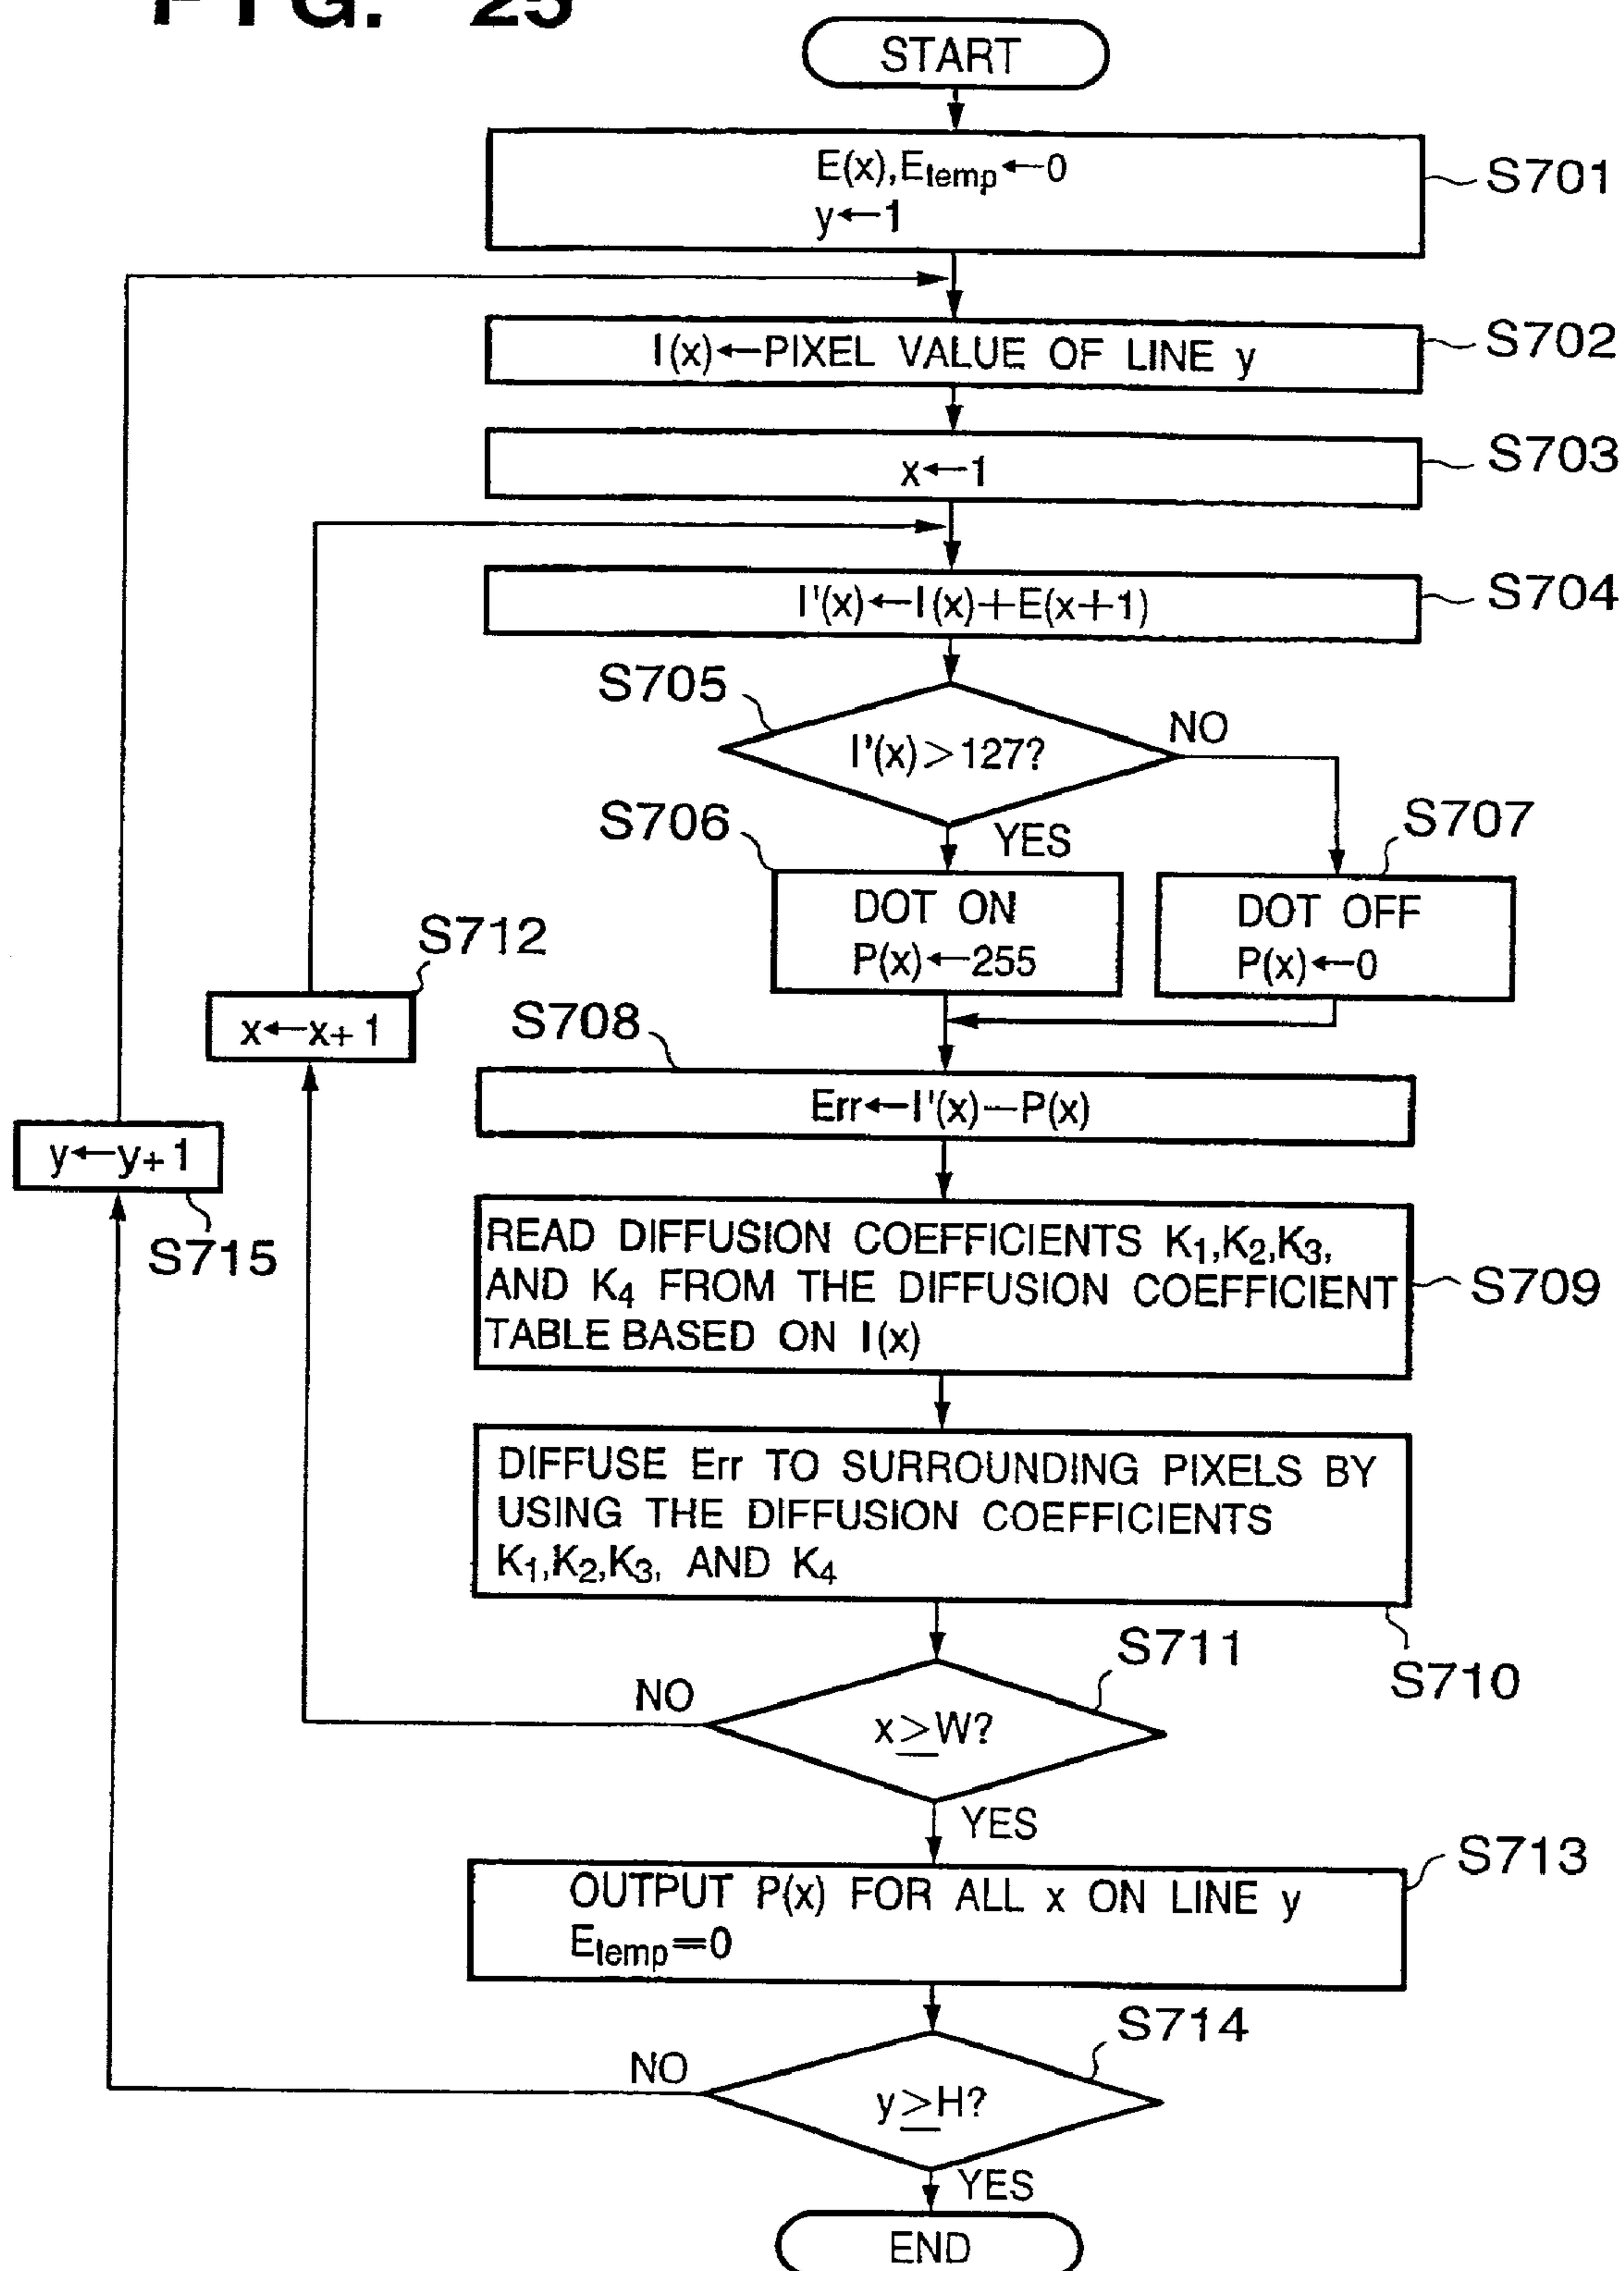 FIG. 25
START
E(x),Etemp←0
y←1
S701
I(x)←PIXEL VALUE OF LINE y
S702
x←1
S703
I'(x)←I(x)+E(x+1)
S704
S705
I'(x)>127?
NO
YES
S706
DOT ON
P(x)←255
S707
DOT OFF
P(x)←0
S712
x←x+1
S708
Err←I'(x)−P(x)
y←y+1
S715
READ DIFFUSION COEFFICIENTS K1,K2,K3,
AND K4 FROM THE DIFFUSION COEFFICIENT
TABLE BASED ON I(x)
S709
DIFFUSE Err TO SURROUNDING PIXELS BY
USING THE DIFFUSION COEFFICIENTS
K1,K2,K3, AND K4
S710
S711
NO
x≥W?
YES
S713
OUTPUT P(x) FOR ALL x ON LINE y
Etemp=0
S714
NO
y≥H?
YES
END